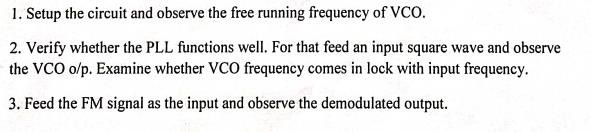 1. Setup the circuit and observe the free running frequency of VCO.
2. Verify whether the PLL functions well. For that feed an input square wave and observe
the VCO o/p. Examine whether VCO frequency comes in lock with input frequency.
3. Feed the FM signal as the input and observe the demodulated output.